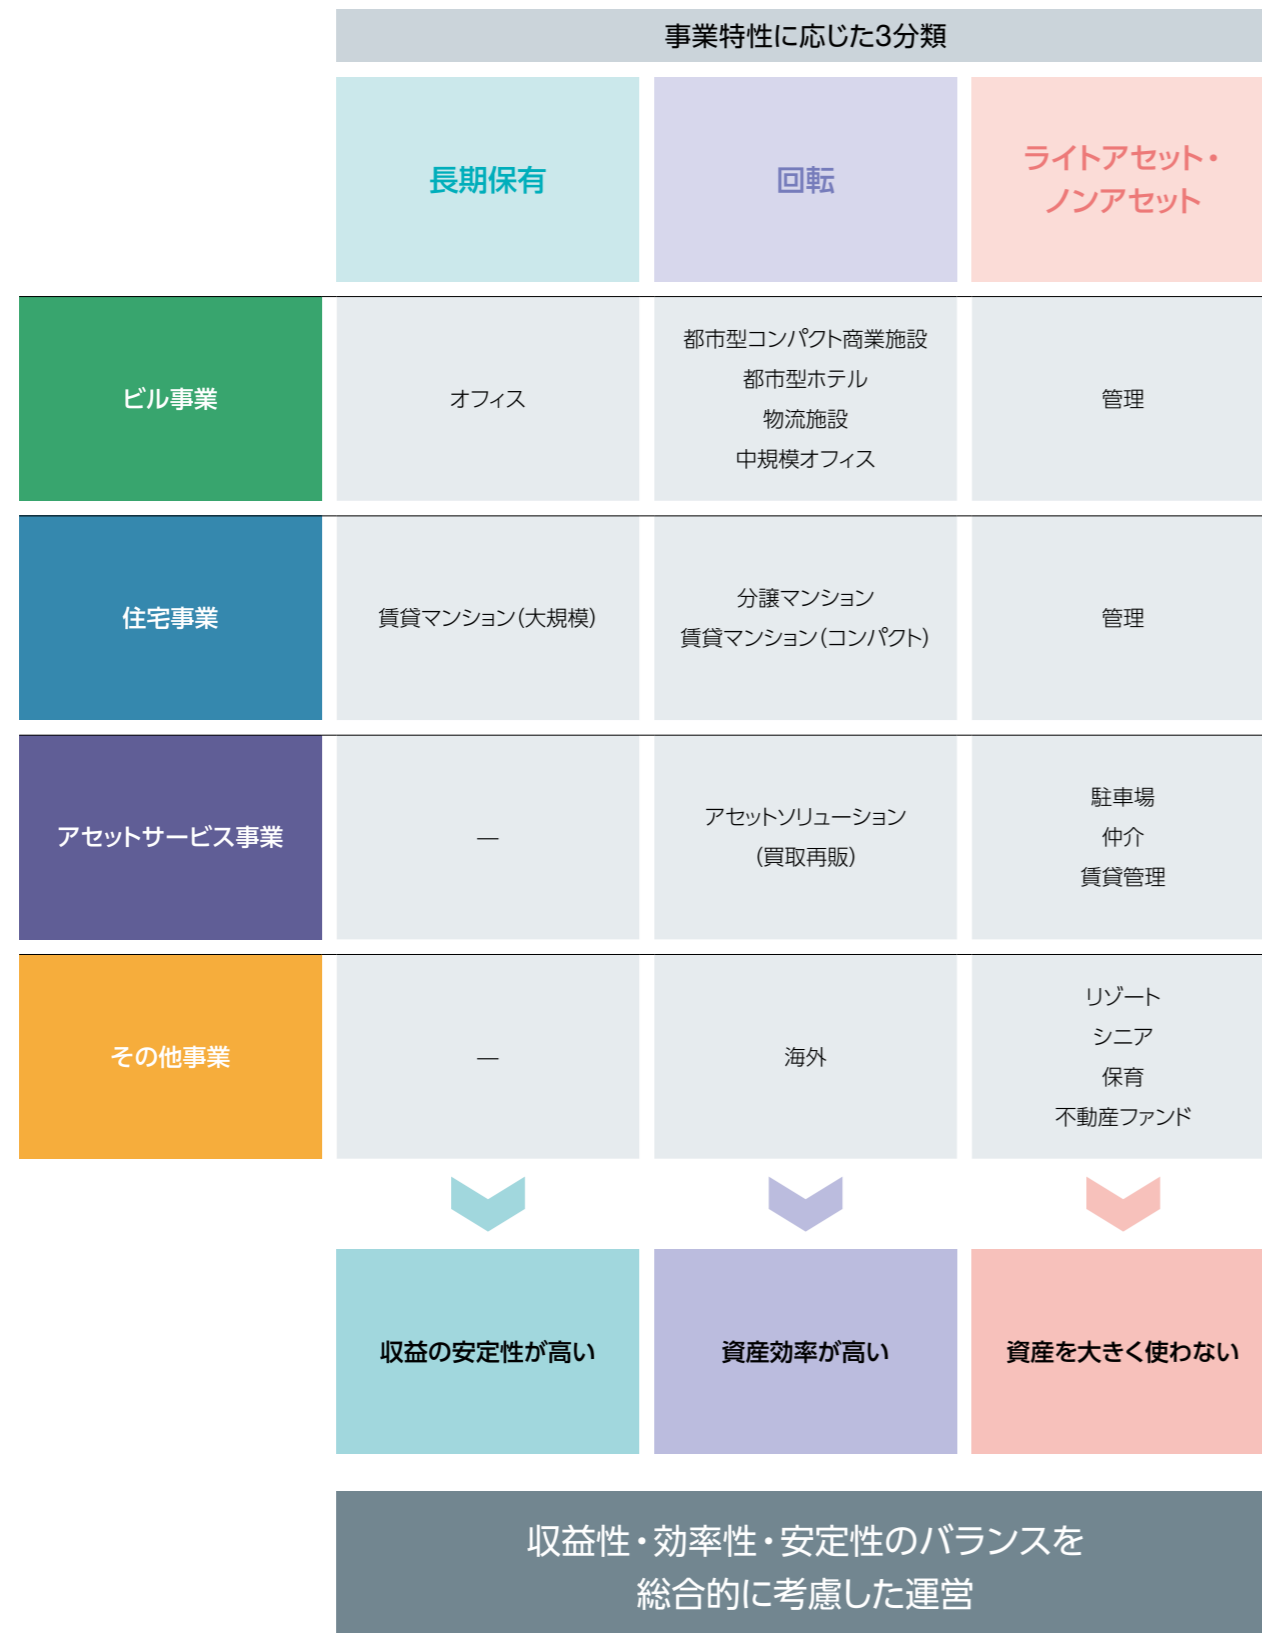 事業特性に応じた3分類
長期保有
回転
ライトアセット・
ノンアセット
ビル事業
オフィス
都市型コンパクト商業施設
都市型ホテル
物流施設
中規模オフィス
管理
住宅事業
賃貸マンション(大規模)
分譲マンション
賃貸マンション(コンパクト)
管理
アセットサービス事業
—
アセットソリューション
(買取再販)
駐車場
仲介
賃貸管理
その他事業
—
海外
リゾート
シニア
保育
不動産ファンド
収益の安定性が高い
資産効率が高い
資産を大きく使わない
収益性・効率性・安定性のバランスを
総合的に考慮した運営